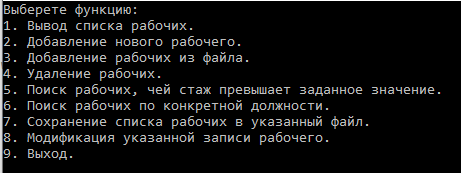 Выберете функцию:
1. Вывод списка рабочих.
2. Добавление нового рабочего.
3. Добавление рабочих из файла.
4. Удаление рабочих.
5. Поиск рабочих, чей стаж превышает заданное значение.
6. Поиск рабочих по конкретной должности.
7. Сохранение списка рабочих в указанный файл.
8. Модификация указанной записи рабочего.
9. Выход.